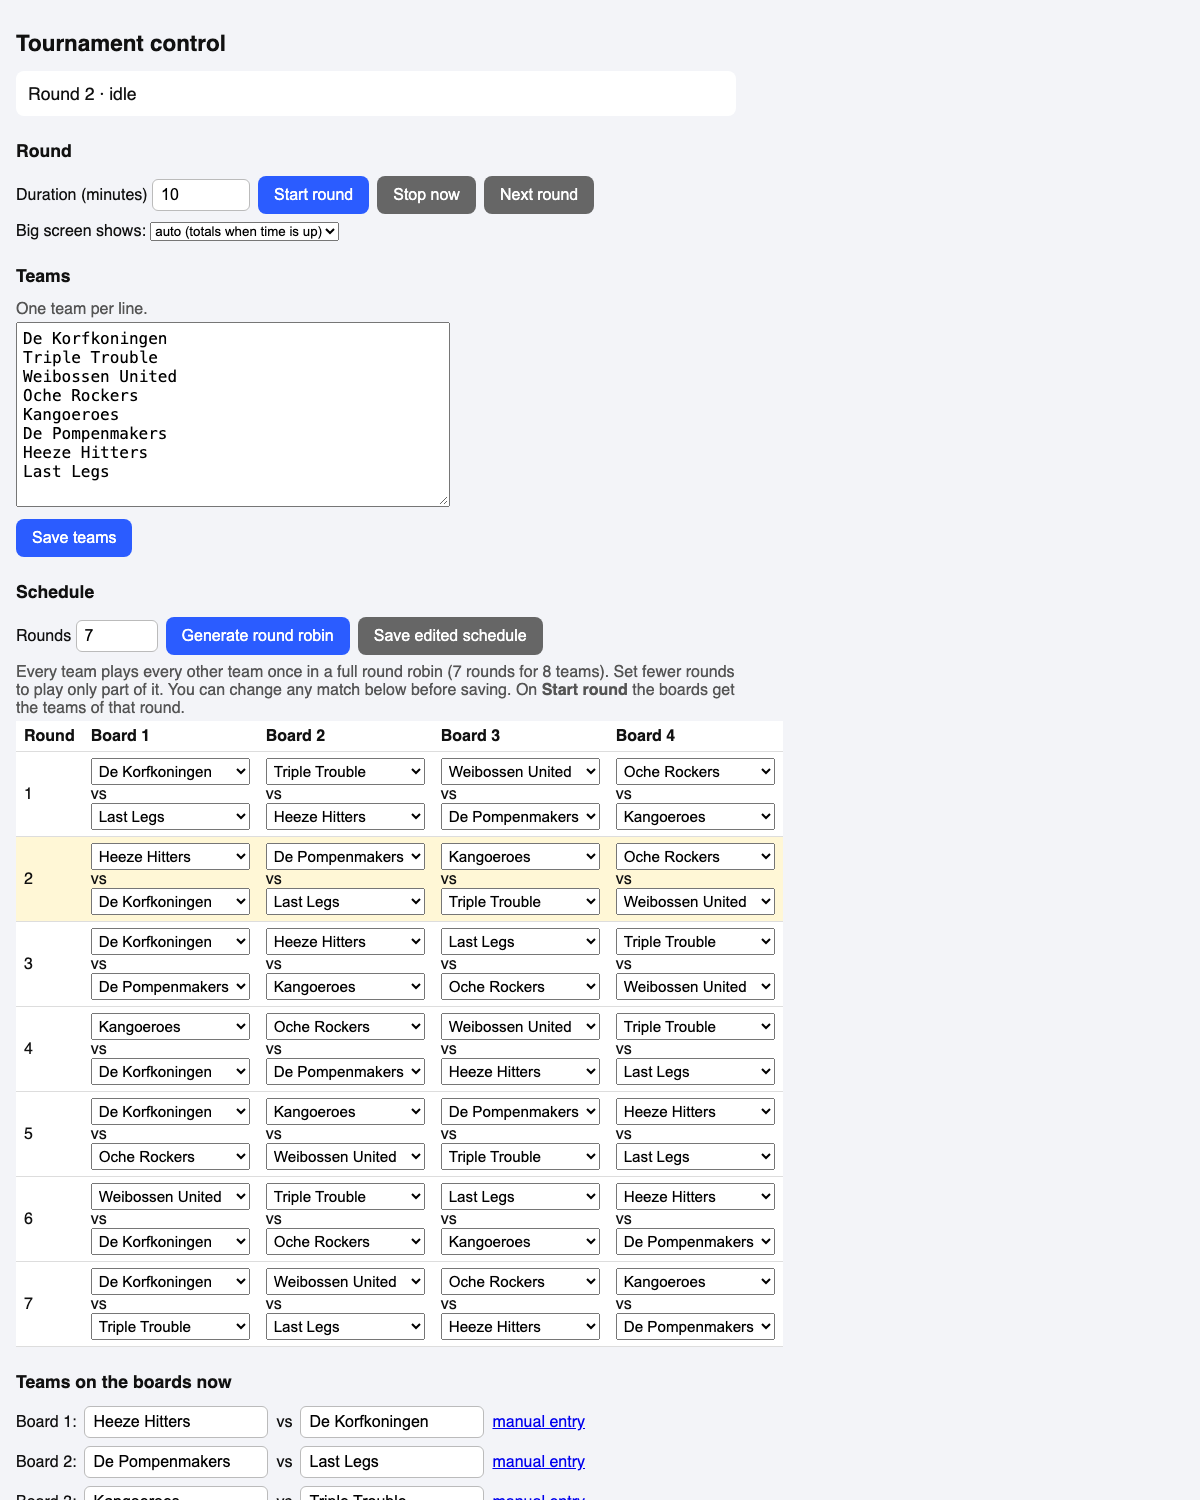 Tournament control
Round 2 · idle
Round
Duration (minutes) 10 Start round Stop now Next round
Big screen shows: auto (totals when time is up)
Teams
One team per line.
De Korfkoningen
Triple Trouble
Weibossen United
Oche Rockers
Kangoeroes
De Pompenmakers
Heeze Hitters
Last Legs
Save teams
Schedule
Rounds 7 Generate round robin Save edited schedule
Every team plays every other team once in a full round robin (7 rounds for 8 teams). Set fewer rounds
to play only part of it. You can change any match below before saving. On Start round the boards get
the teams of that round.
Round Board 1 Board 2 Board 3 Board 4
De Korfkoningen Triple Trouble Weibossen United Oche Rockers
1 vs vs vs vs
Last Legs Heeze Hitters De Pompenmakers Kangoeroes
Heeze Hitters De Pompenmakers Kangoeroes Oche Rockers
2 vs vs vs vs
De Korfkoningen Last Legs Triple Trouble Weibossen United
De Korfkoningen Heeze Hitters Last Legs Triple Trouble
3 vs vs vs vs
De Pompenmakers Kangoeroes Oche Rockers Weibossen United
Kangoeroes Oche Rockers Weibossen United Triple Trouble
4 vs vs vs vs
De Korfkoningen De Pompenmakers Heeze Hitters Last Legs
De Korfkoningen Kangoeroes De Pompenmakers Heeze Hitters
5 vs vs vs vs
Oche Rockers Weibossen United Triple Trouble Last Legs
Weibossen United Triple Trouble Last Legs Heeze Hitters
6 vs vs vs vs
De Korfkoningen Oche Rockers Kangoeroes De Pompenmakers
De Korfkoningen Weibossen United Oche Rockers Kangoeroes
7 vs vs vs vs
Triple Trouble Last Legs Heeze Hitters De Pompenmakers
Teams on the boards now
Board 1: Heeze Hitters vs De Korfkoningen manual entry
Board 2: De Pompenmakers vs Last Legs manual entry
Board 3: Kangoeroes vs Triple Trouble manual entry